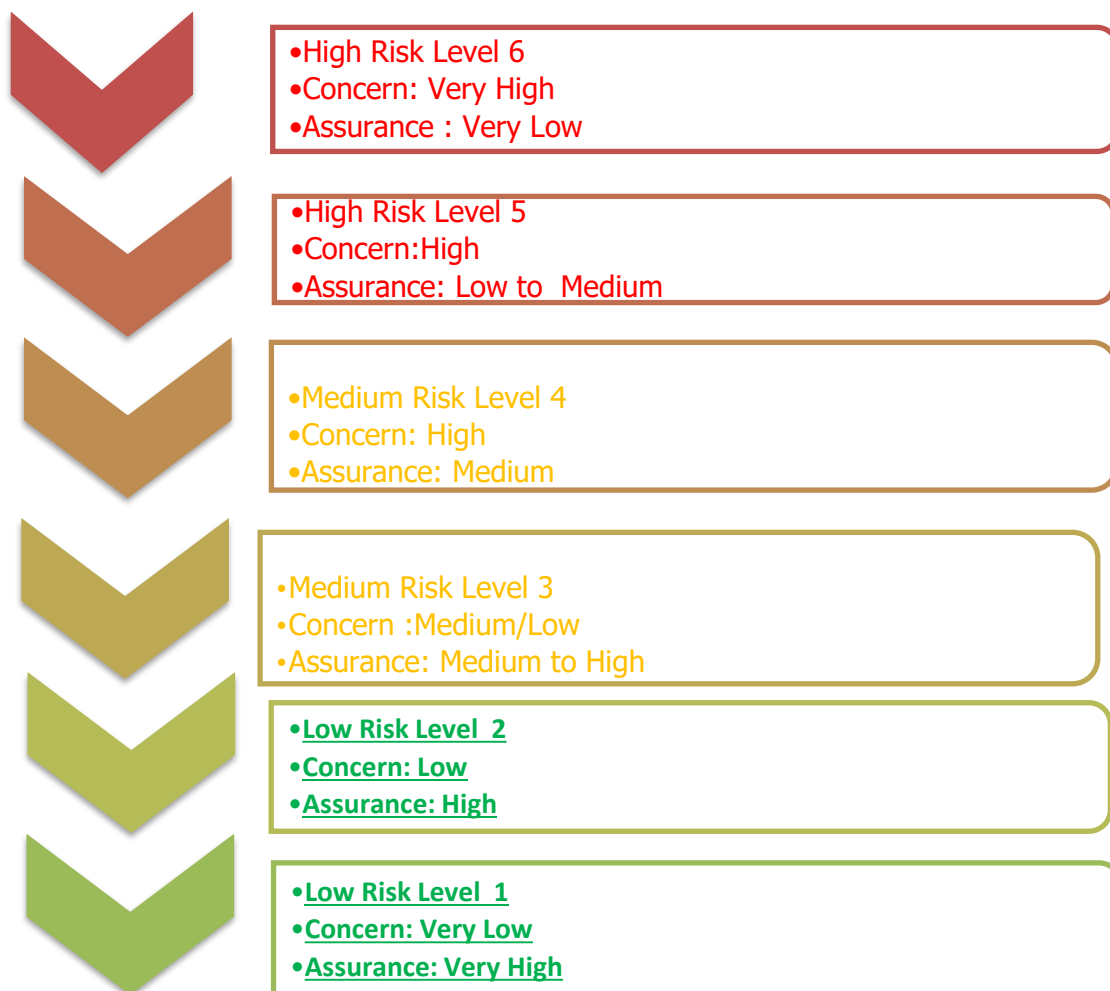 •High Risk Level 6
•Concern: Very High
•Assurance : Very Low
•High Risk Level 5
•Concern:High
•Assurance: Low to  Medium
•Medium Risk Level 4
•Concern: High
•Assurance: Medium
•Medium Risk Level 3
•Concern :Medium/Low
•Assurance: Medium to High
•Low Risk Level  2
•Concern: Low
•Assurance: High
•Low Risk Level  1
•Concern: Very Low
•Assurance: Very High